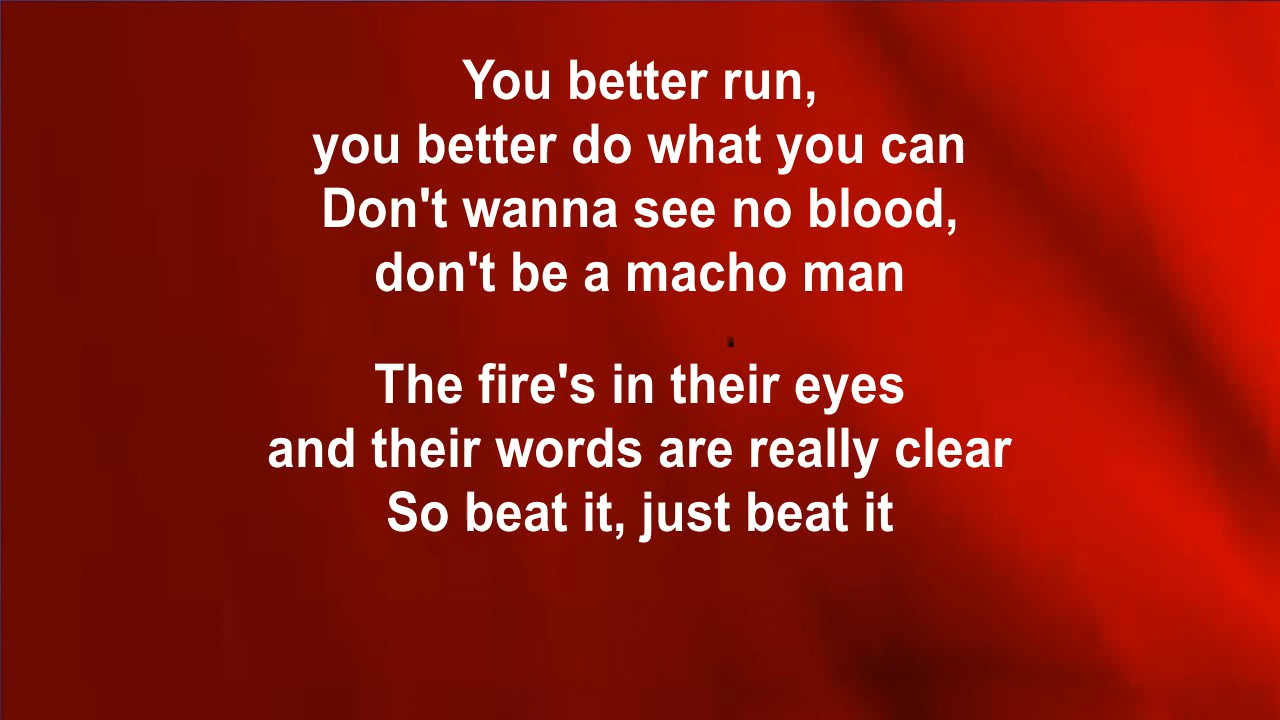 You better run,
you better do what you can
Don't wanna see no blood,
don't be a macho man
The fire's in their eyes
and their words are really clear
So beat it, just beat it